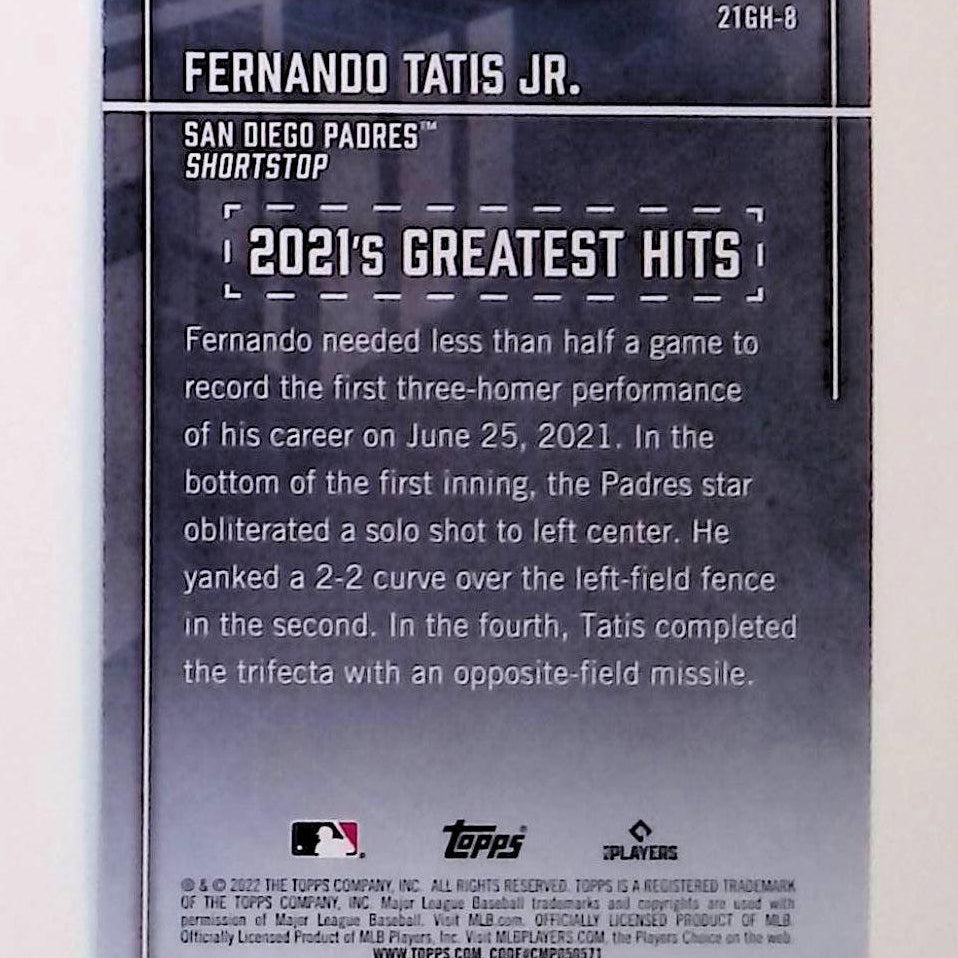 21GH-8
FERNANDO TATIS JR.
SAN DIEGO PADRES™
SHORTSTOP
2021's GREATEST HITS
Fernando needed less than half a game to
record the first three-homer performance
of his career on June 25, 2021. In the
bottom of the first inning, the Padres star
obliterated a solo shot to left center. He
yanked a 2-2 curve over the left-field fence
in the second. In the fourth, Tatis completed
the trifecta with an opposite-field missile.
Topps
PLAYERS
® & © 2022 THE TOPPS COMPANY, INC. ALL RIGHTS RESERVED. TOPPS IS A REGISTERED TRADEMARK
OF THE TOPPS COMPANY, INC. Major League Baseball trademarks and copyrights are used with
permission of Major League Baseball. Visit MLB.com. OFFICIALLY LICENSED PRODUCT OF MLB
Officially Licensed Product of MLB Players, Inc. Visit MLBPLAYERS.COM, the Players Choice on the web.
WWW.TOPPS.COM CODE#CMP050571